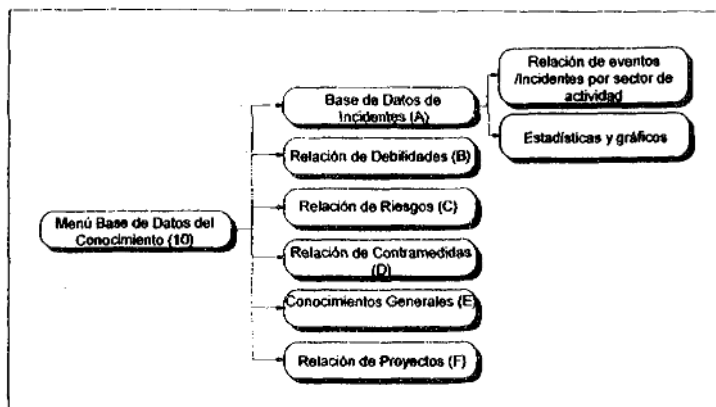 Relación de eventos
/Incidentes por sector de
actividad
Base de Datos de
Incidentes (A)
Estadísticas y gráficos
Relación de Debilidades (B)
Relación de Riesgos (C)
Menú Base de Datos del
Conocimiento (10)
Relación de Contramedidas
(D)
Conocimientos Generales (E)
Relación de Proyectos (F)